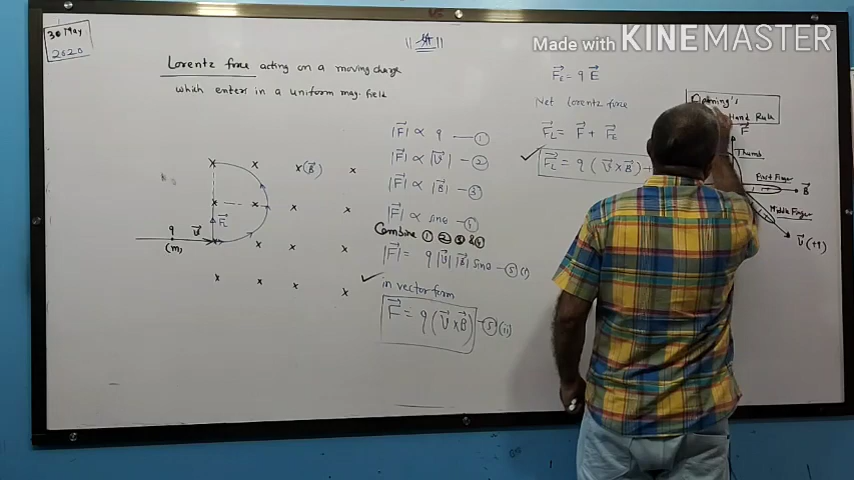 30 May
2020
Made with KINEMASTER
Lorentz force acting on a moving charge
which enters in a uniform mag. field
|F⃗| ∝ q — ①
|F⃗| ∝ |V⃗| — ②
|F⃗| ∝ |B⃗| — ③
|F⃗| ∝ sinθ — ④
Combine ① ② ③ & ④
|F⃗| = q |V⃗| |B⃗| sinθ — ⑤ (i)
in vector form
F⃗ = q (V⃗ x B⃗) — ⑤ (ii)
x x x (B⃗) x
x x x x
F⃗L
q V⃗
(m)
x x x
x x x x
F⃗E = q E⃗
Net Lorentz force
F⃗L = F⃗ + F⃗E
F⃗L = q ( V⃗ x B⃗ ) +
Hand Rule
F⃗
Thumb
First Finger
B⃗
Middle Finger
V⃗ (+q)